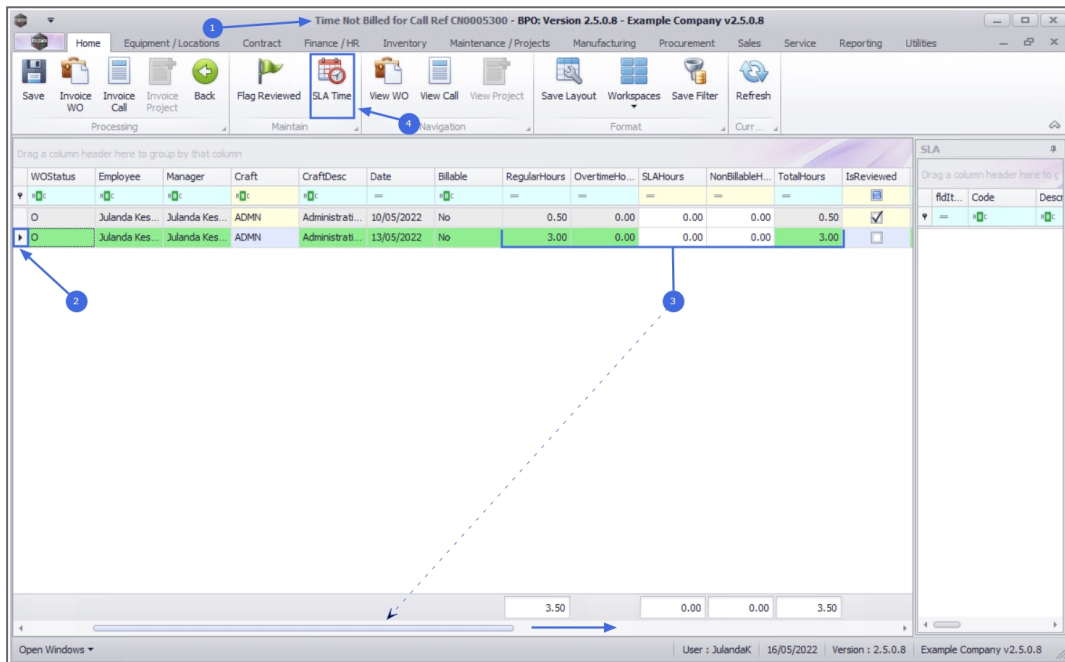 1
Time Not Billed for Call Ref CN0005300 - BPO: Version 2.5.0.8 - Example Company v2.5.0.8
Home Equipment / Locations Contract Finance / HR Inventory Maintenance / Projects Manufacturing Procurement Sales Service Reporting Utilities
Save Invoice WO Invoice Call Invoice Project Back Flag Reviewed SLA Time View WO View Call View Project Save Layout Workspaces Save Filter Refresh
4
Processing Maintain Navigation Format Curr...
Drag a column header here to group by that column
SLA
Drag a column header here to g
WOStatus Employee Manager Craft CraftDesc Date Billable RegularHours OvertimeHo... SLAHours NonBillableH... TotalHours IsReviewed
fldIt... Code Descr
O Julanda Kes... Julanda Kes... ADMN Administrati... 10/05/2022 No 0.50 0.00 0.00 0.00 0.50
O Julanda Kes... Julanda Kes... ADMN Administrati... 13/05/2022 No 3.00 0.00 0.00 0.00 3.00
2
3
3.50 0.00 0.00 3.50
Open Windows User : JulandaK 16/05/2022 Version : 2.5.0.8 Example Company v2.5.0.8